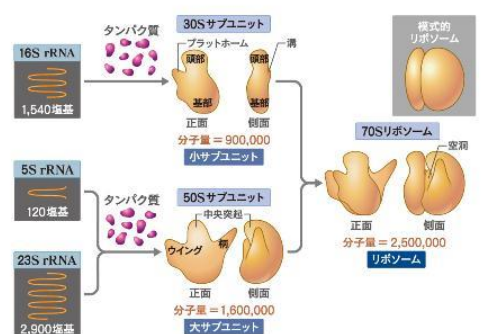 16S rRNA
1,540塩基
タンパク質
30Sサブユニット
プラットホーム
溝
頭部
頭部
基部
基部
正面
側面
分子量=900,000
小サブユニット
模式的
リボソーム
5S rRNA
120塩基
23S rRNA
2,900塩基
タンパク質
50Sサブユニット
中央突起
ウイング
柄
正面
側面
分子量=1,600,000
大サブユニット
70Sリボソーム
空洞
正面
側面
分子量=2,500,000
リボソーム